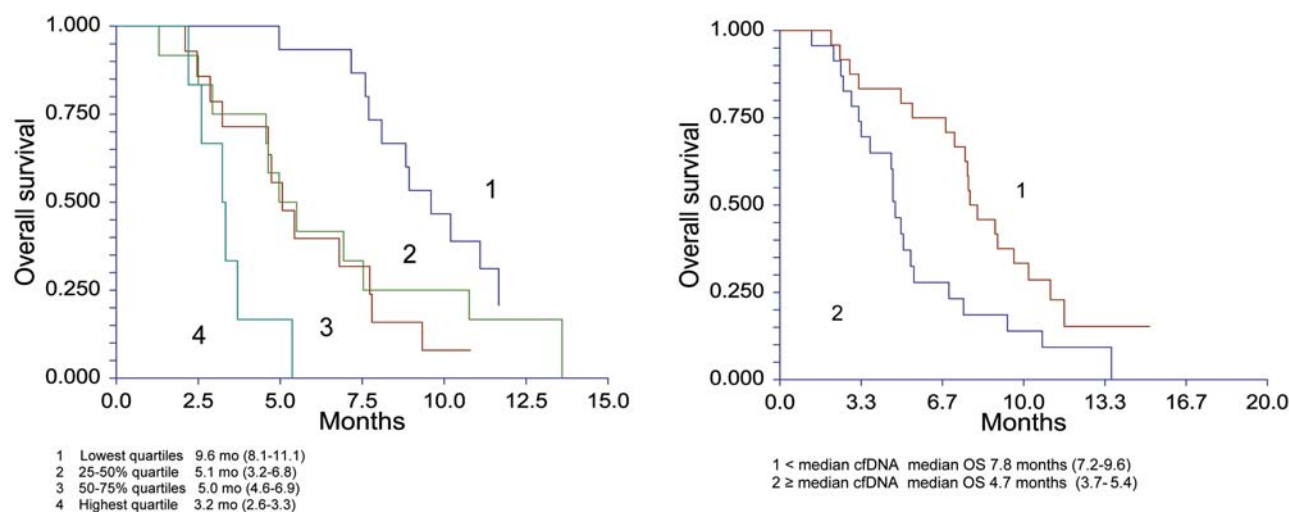 Overall survival
1.000
0.750
0.500
0.250
0.000
1
2
3
4
0.0 2.5 5.0 7.5 10.0 12.5 15.0
Months
1 Lowest quartiles 9.6 mo (8.1-11.1)
2 25-50% quartile 5.1 mo (3.2-6.8)
3 50-75% quartiles 5.0 mo (4.6-6.9)
4 Highest quartile 3.2 mo (2.6-3.3)
Overall survival
1.000
0.750
0.500
0.250
0.000
1
2
0.0 3.3 6.7 10.0 13.3 16.7 20.0
Months
1 < median cfDNA median OS 7.8 months (7.2-9.6)
2 ≥ median cfDNA median OS 4.7 months (3.7- 5.4)